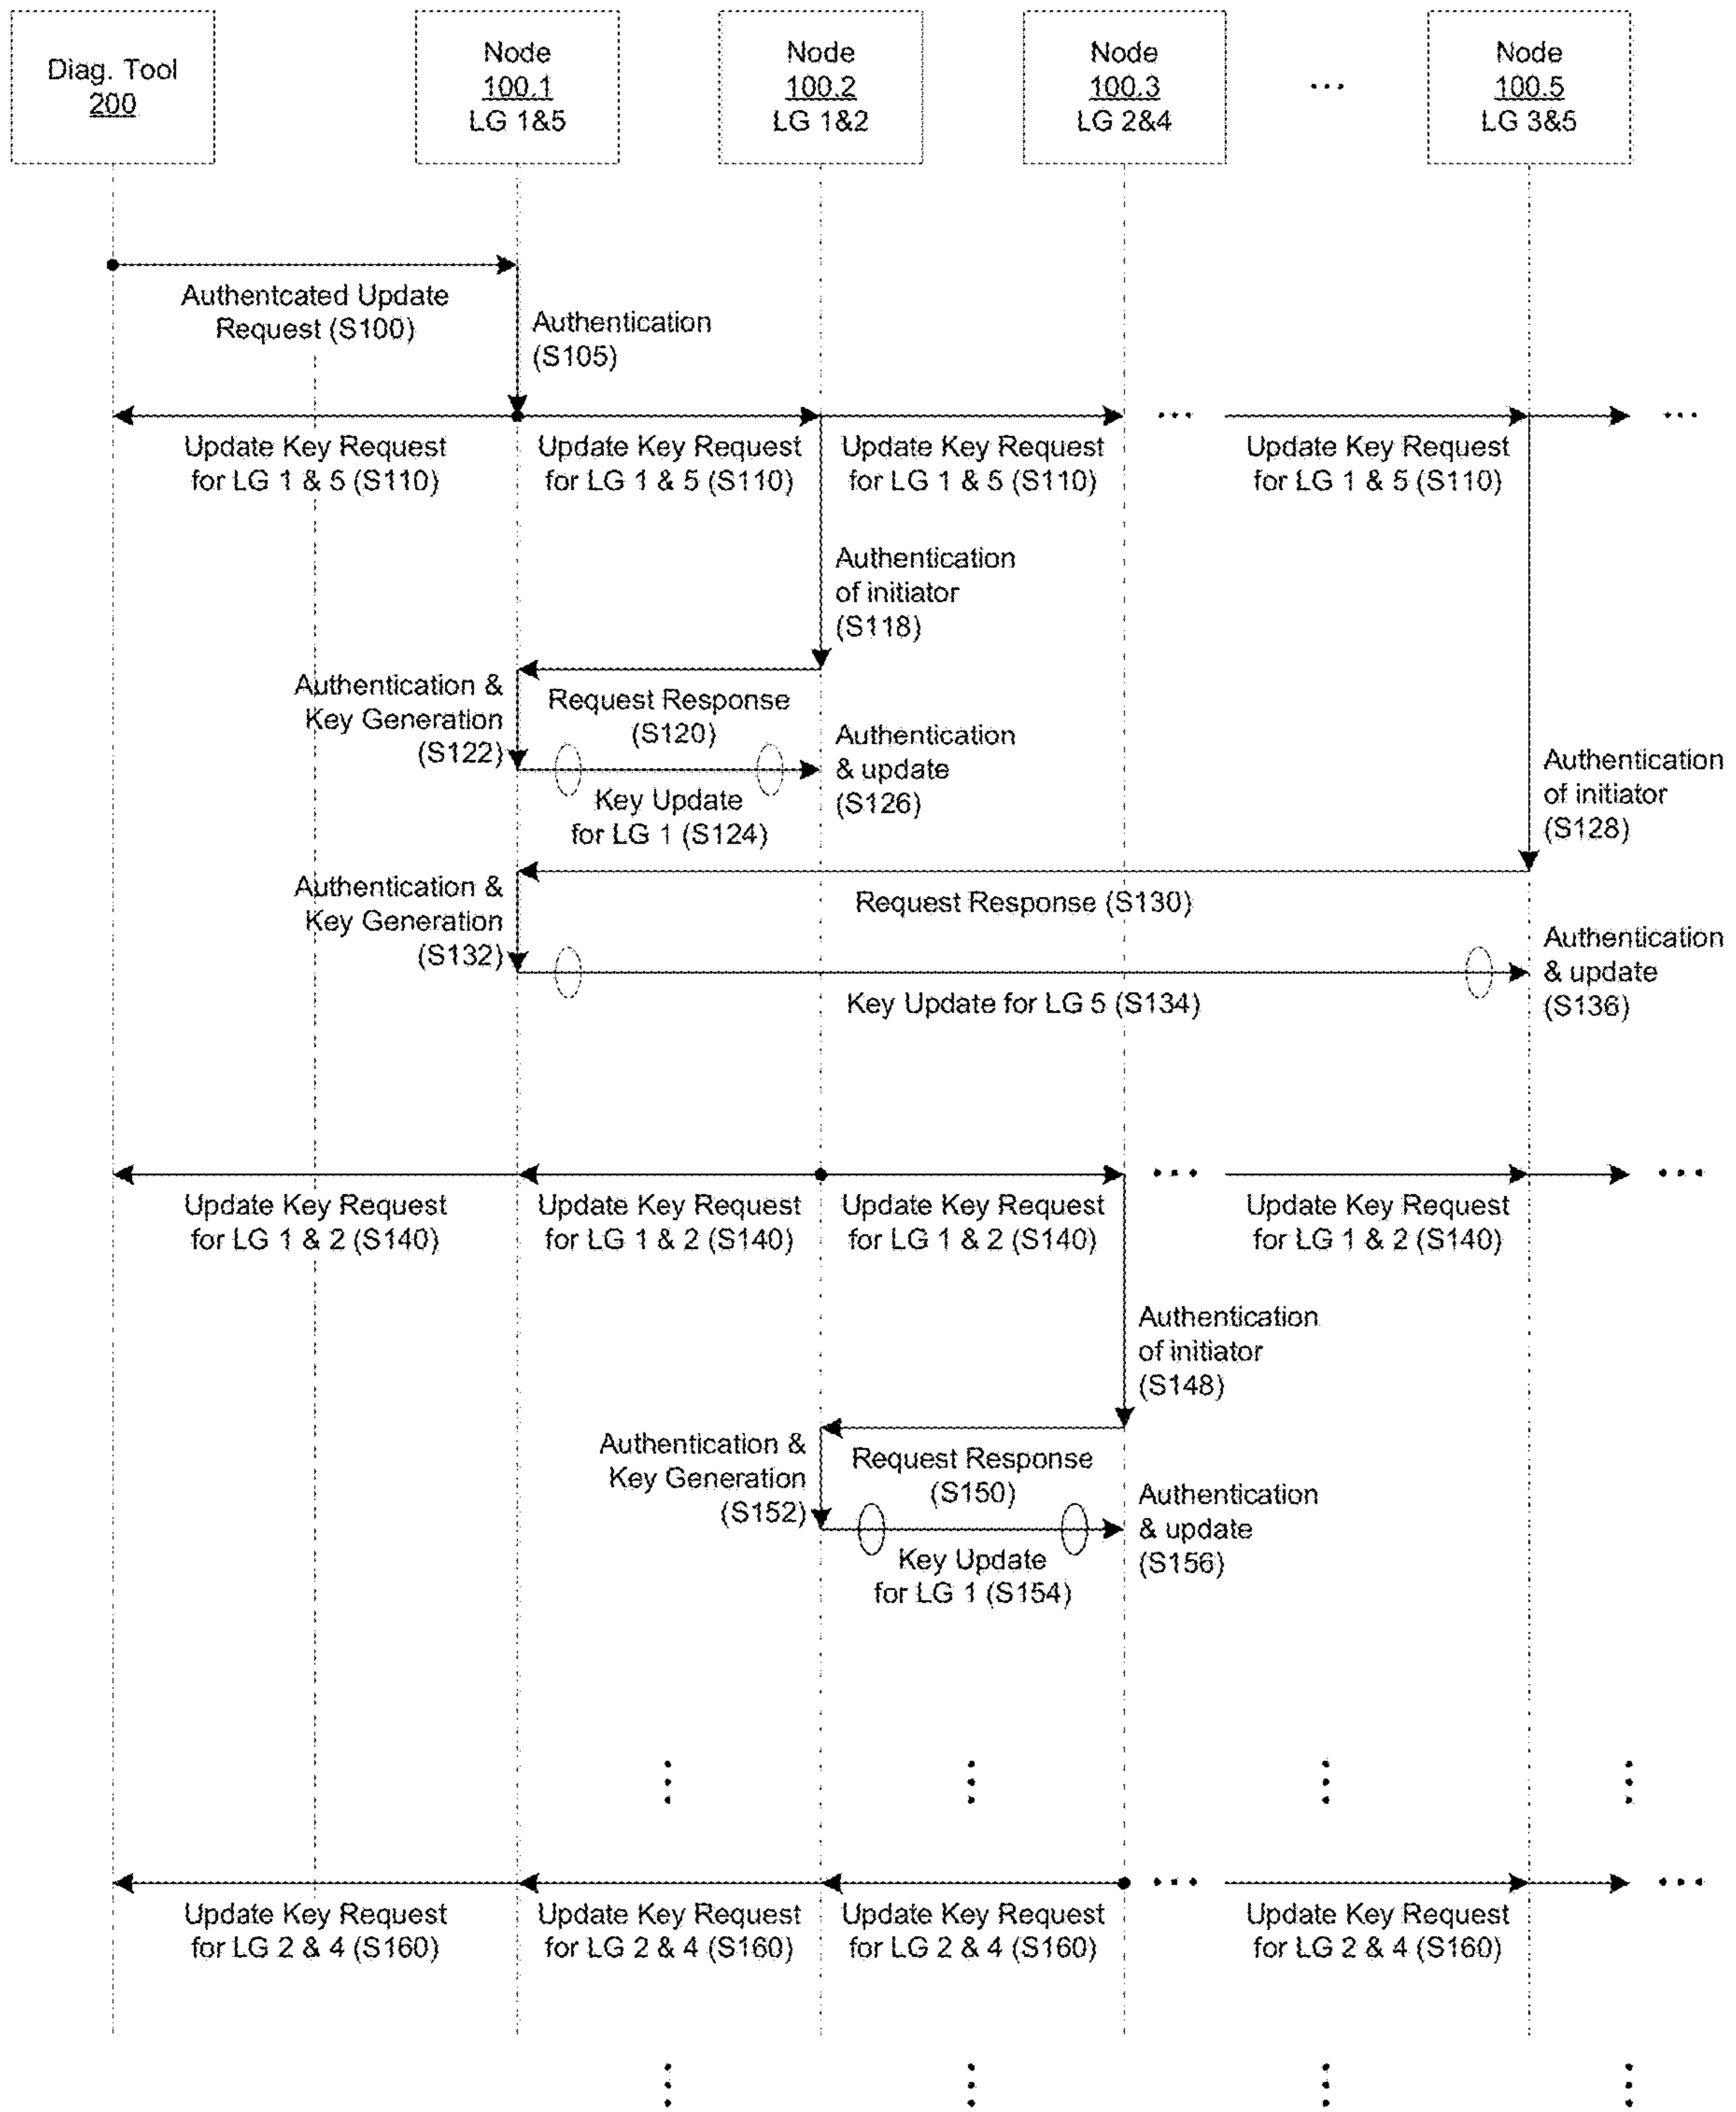 Diag. Tool
200
Node
100.1
LG 1&5
Node
100.2
LG 1&2
Node
100.3
LG 2&4
...
Node
100.5
LG 3&5
Authentcated Update
Request (S100)
Authentication
(S105)
...
...
Update Key Request
for LG 1 & 5 (S110)
Update Key Request
for LG 1 & 5 (S110)
Update Key Request
for LG 1 & 5 (S110)
Update Key Request
for LG 1 & 5 (S110)
Authentication
of initiator
(S118)
Authentication &
Key Generation
(S122)
Request Response
(S120)
Authentication
& update
(S126)
Key Update
for LG 1 (S124)
Authentication
of initiator
(S128)
Authentication &
Key Generation
(S132)
Request Response (S130)
Authentication
& update
(S136)
Key Update for LG 5 (S134)
...
...
Update Key Request
for LG 1 & 2 (S140)
Update Key Request
for LG 1 & 2 (S140)
Update Key Request
for LG 1 & 2 (S140)
Update Key Request
for LG 1 & 2 (S140)
Authentication
of initiator
(S148)
Authentication &
Key Generation
(S152)
Request Response
(S150)
Authentication
& update
(S156)
Key Update
for LG 1 (S154)
...
...
Update Key Request
for LG 2 & 4 (S160)
Update Key Request
for LG 2 & 4 (S160)
Update Key Request
for LG 2 & 4 (S160)
Update Key Request
for LG 2 & 4 (S160)